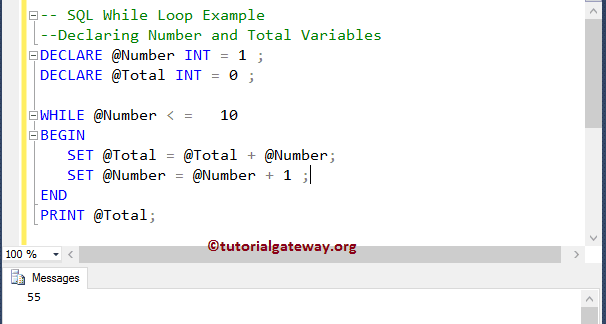 -- SQL While Loop Example
--Declaring Number and Total Variables
DECLARE @Number INT = 1 ;
DECLARE @Total INT = 0 ;
WHILE @Number < =   10
BEGIN
SET @Total = @Total + @Number;
SET @Number = @Number + 1 ;
END
PRINT @Total;
©tutorialgateway.org
100 %
Messages
55